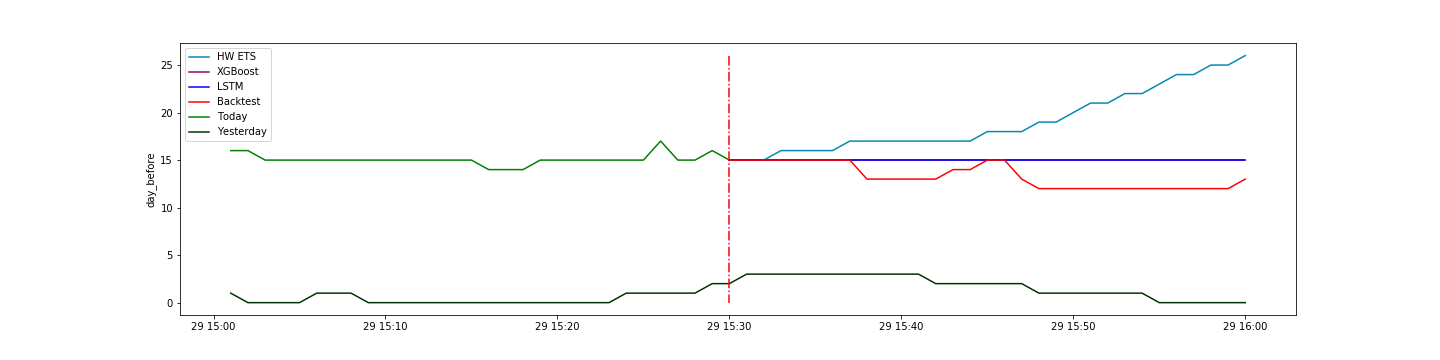 HW ETS
XGBoost
LSTM
Backtest
Today
Yesterday
day_before
25
20
15
10
5
0
29 15:00
29 15:10
29 15:20
29 15:30
29 15:40
29 15:50
29 16:00